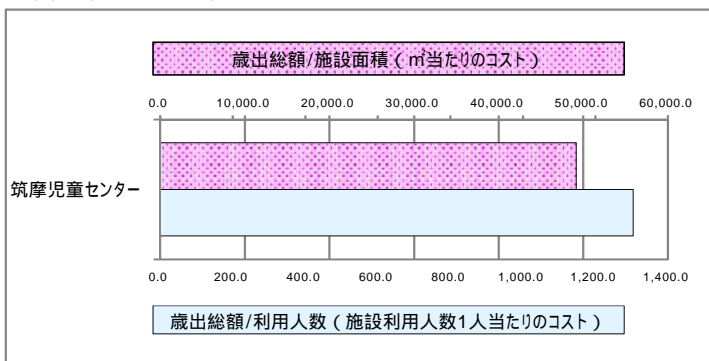 歳出総額/施設面積（㎡当たりのコスト）
0.0 10,000.0 20,000.0 30,000.0 40,000.0 50,000.0 60,000.0
筑摩児童センター
0.0 200.0 400.0 600.0 800.0 1,000.0 1,200.0 1,400.0
歳出総額/利用人数（施設利用人数1人当たりのコスト）